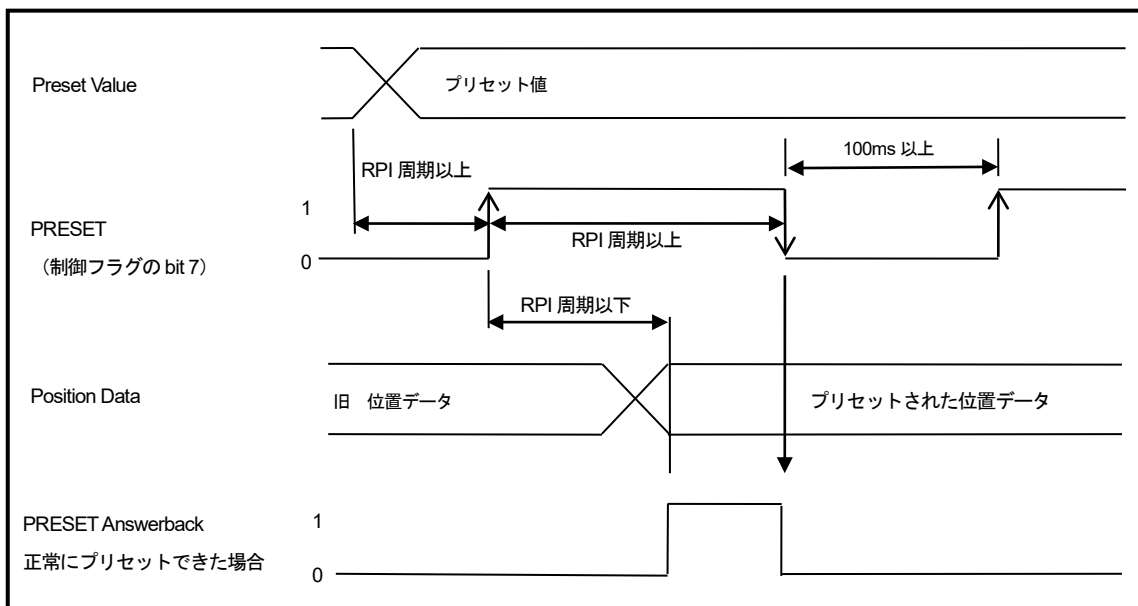 Preset Value
プリセット値
100ms 以上
RPI 周期以上
1
PRESET
RPI 周期以上
（制御フラグの bit 7）
0
RPI 周期以下
Position Data
旧　位置データ
プリセットされた位置データ
PRESET Answerback
1
正常にプリセットできた場合
0